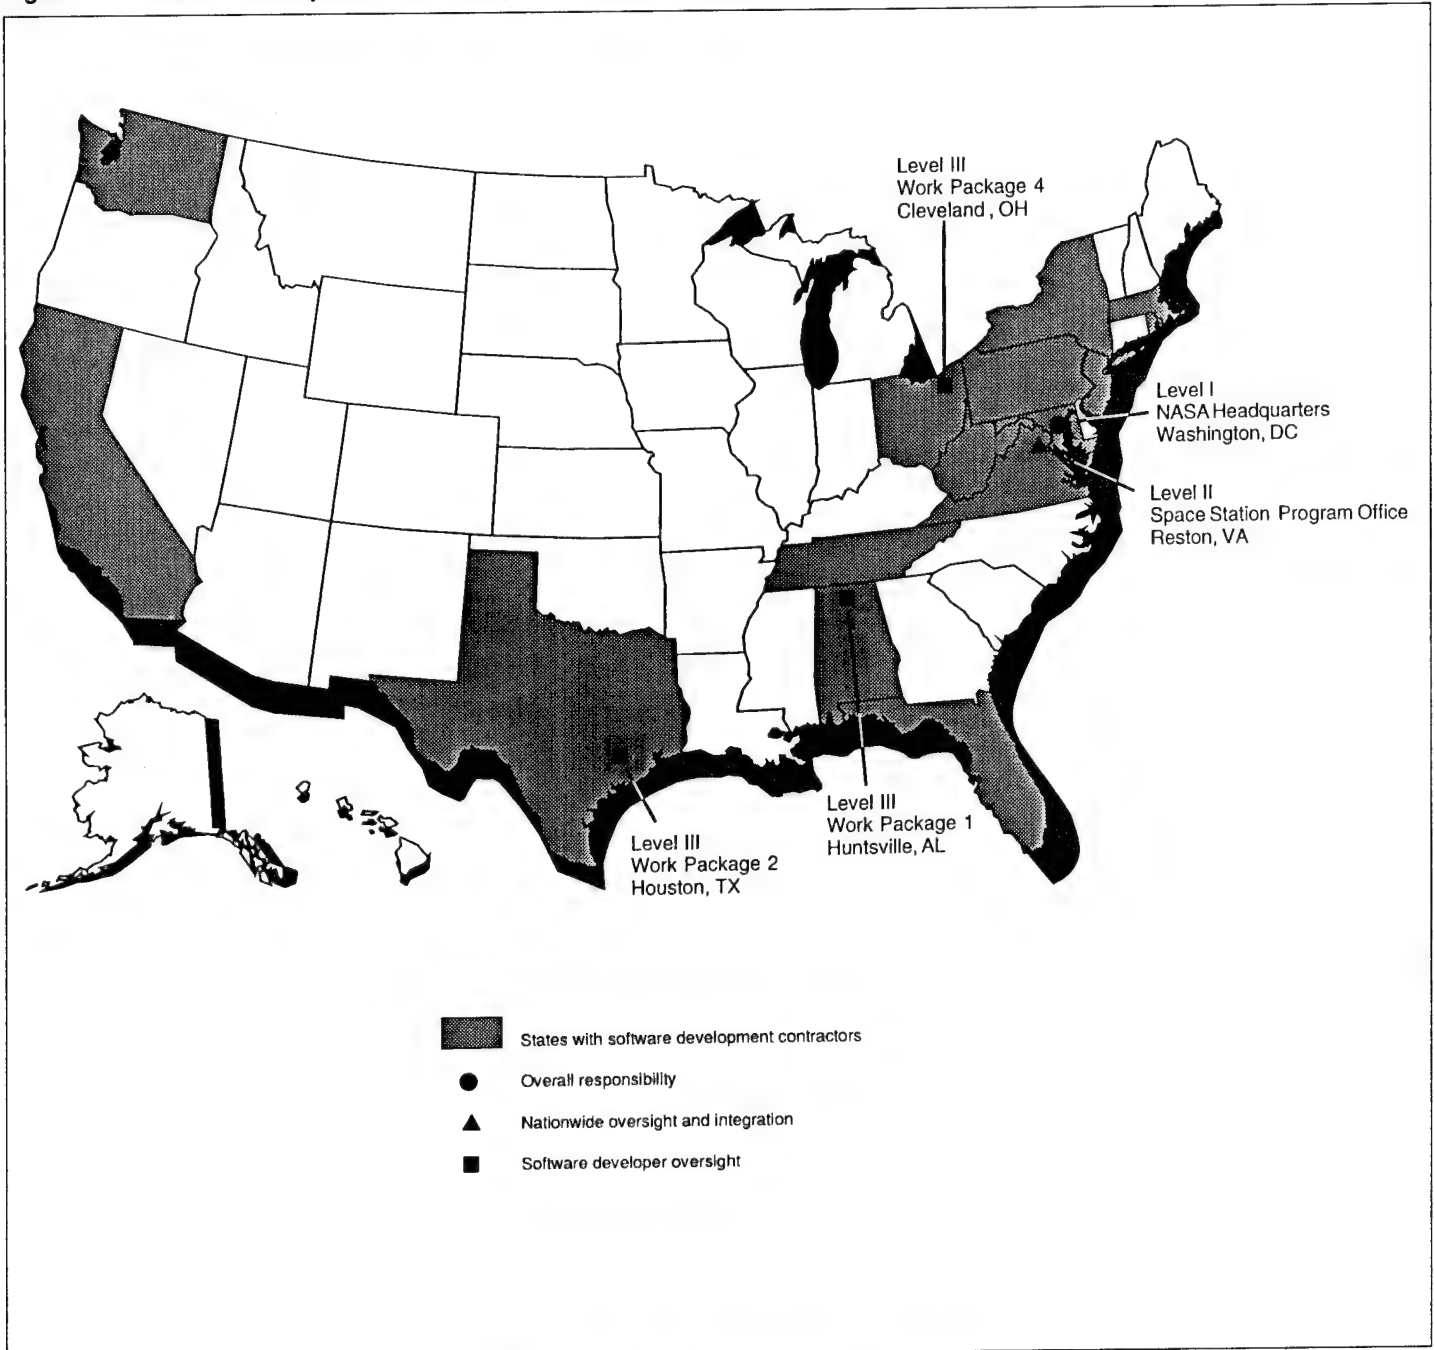 Level III
Work Package 4
Cleveland, OH
Level I
NASA Headquarters
Washington, DC
Level II
Space Station Program Office
Reston, VA
Level III
Work Package 1
Huntsville, AL
Level III
Work Package 2
Houston, TX
States with software development contractors
Overall responsibility
Nationwide oversight and integration
Software developer oversight